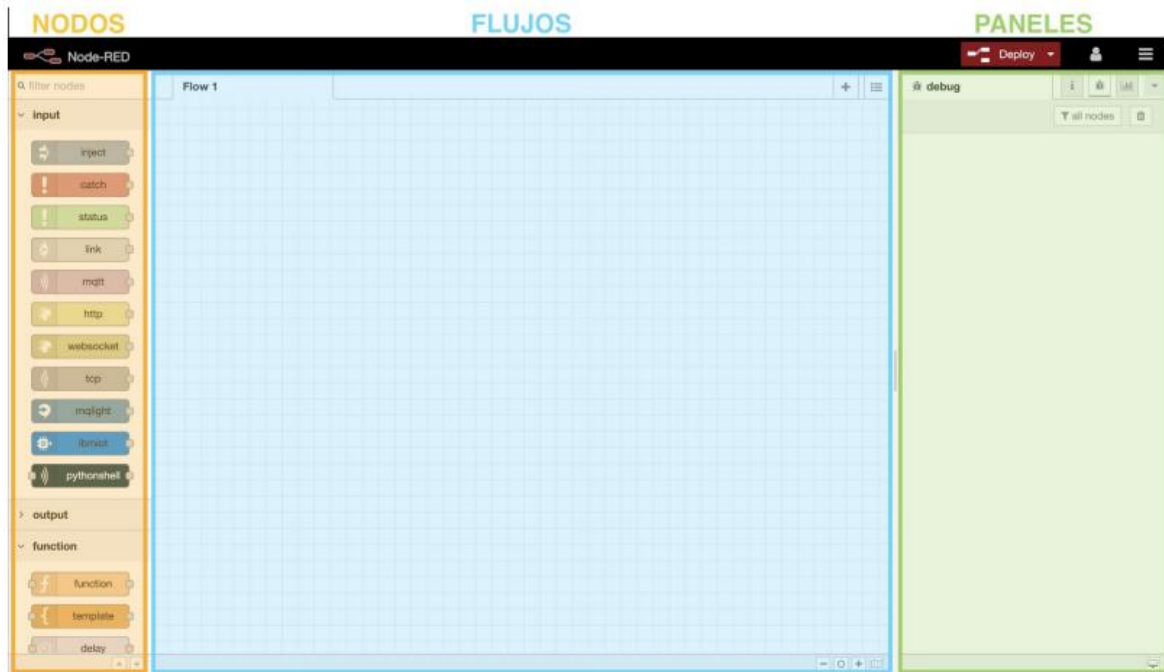 NODOS
FLUJOS
PANELES
Node-RED
Deploy
filter nodes
Flow 1
debug
i
input
all nodes
inject
catch
status
link
mqtt
http
websocket
tcp
mqlight
ibmiot
pythonshell
output
function
function
template
delay